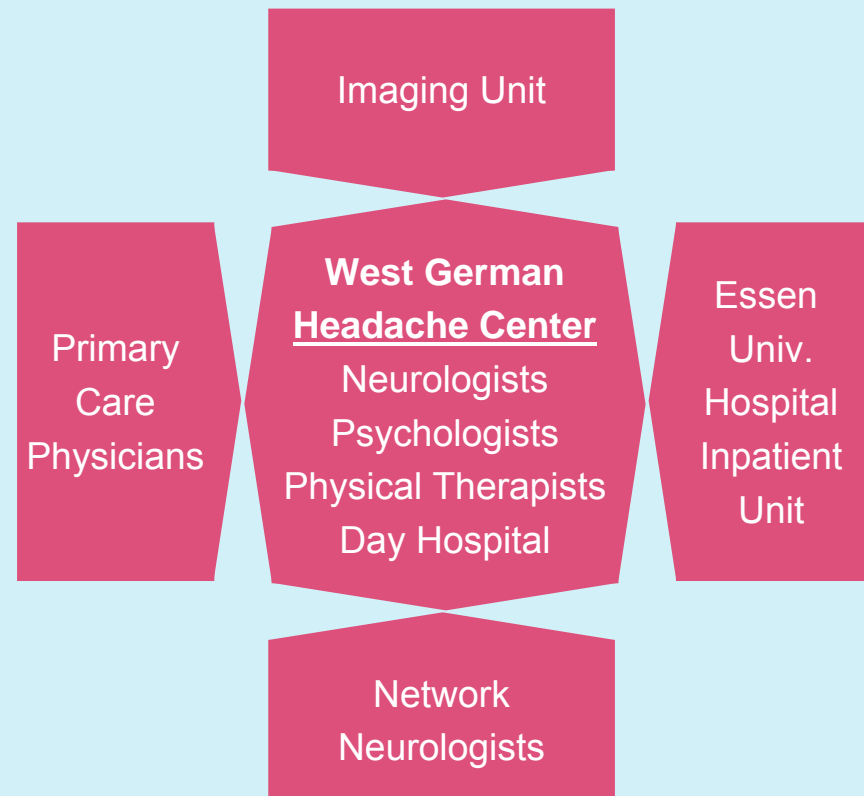 Imaging Unit
Primary
Care
Physicians
West German
Headache Center
Neurologists
Psychologists
Physical Therapists
Day Hospital
Essen
Univ.
Hospital
Inpatient
Unit
Network
Neurologists